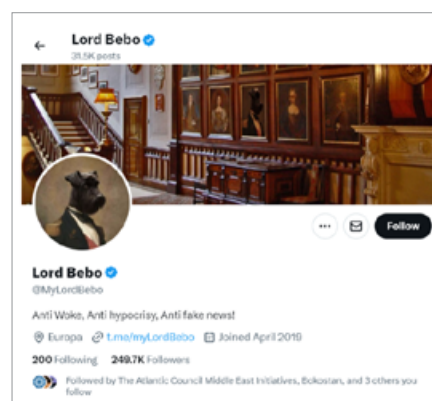 Lord Bebo
31.5K posts
Follow
Lord Bebo
@MyLordBebo
Anti Woke, Anti hypocrisy, Anti fake news!
Europa t.me/myLordBebo Joined April 2019
200 Following 249.7K Followers
Followed by The Atlantic Council Middle East Initiatives, Eokostan, and 3 others you
follow